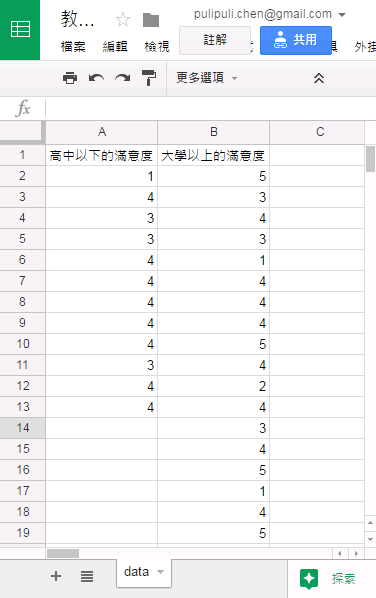 pulipuli.chen@gmail.com
教...
註解
共用
檔案 編輯 檢視
外掛
更多選項
fx
A B C
1 高中以下的滿意度 大學以上的滿意度
2 1 5
3 4 3
4 3 4
5 3 3
6 4 1
7 4 4
8 4 4
9 4 4
10 4 5
11 3 4
12 4 2
13 4 4
14 3
15 4
16 5
17 1
18 4
19 5
data
探索